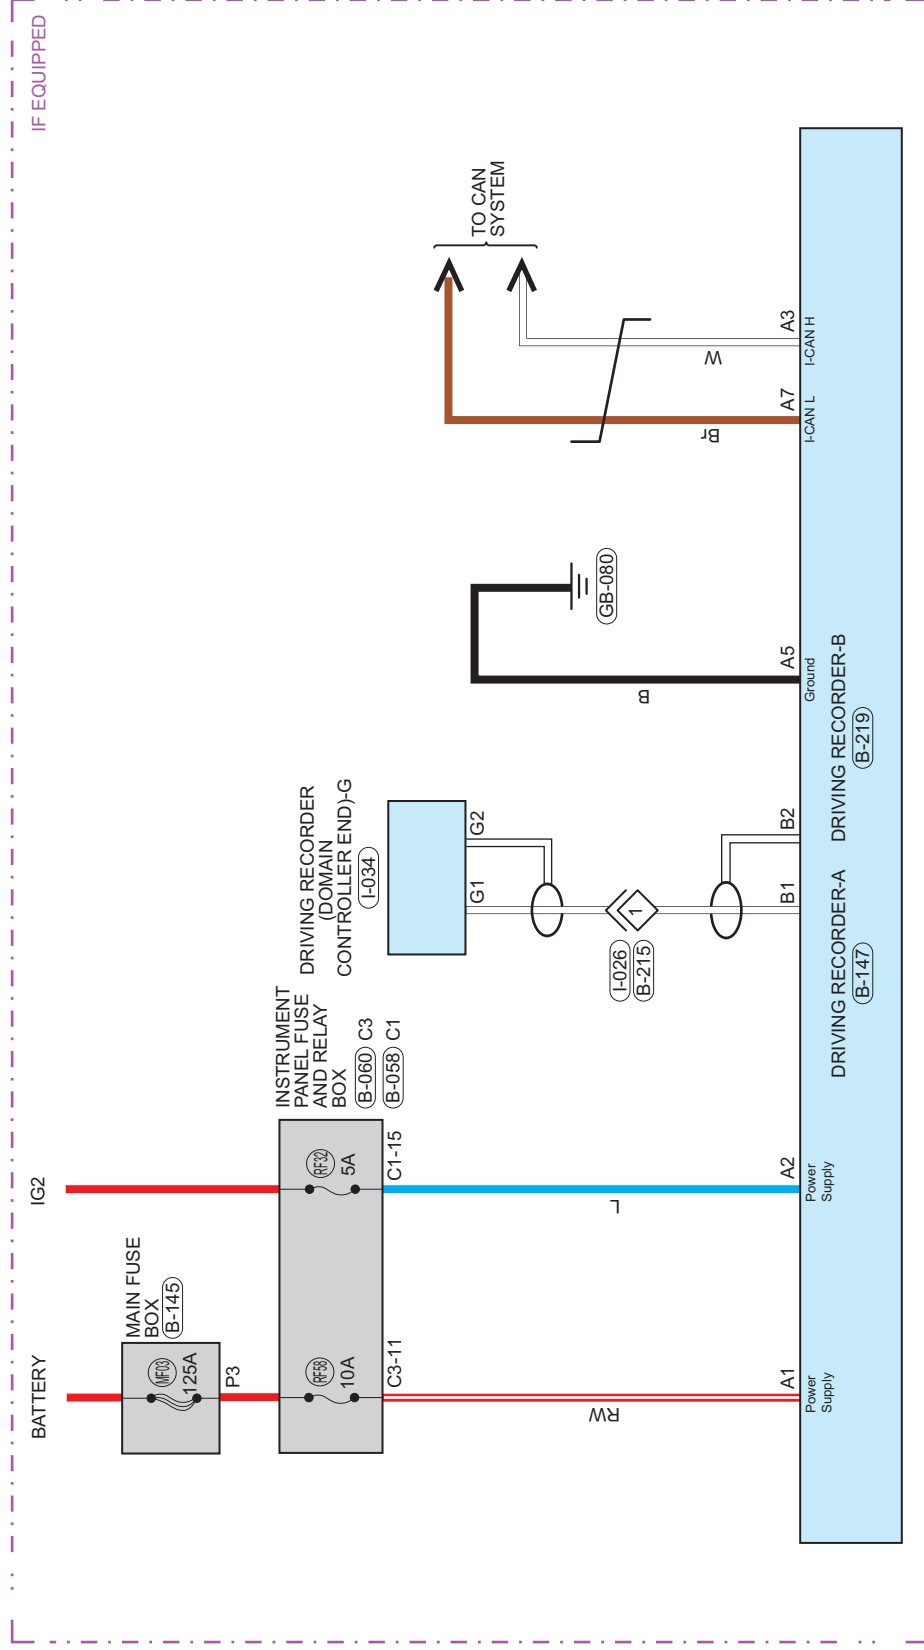 IF EQUIPPED
BATTERY
IG2
MAIN FUSE
BOX
B-145
MF03
125A
P3
INSTRUMENT
PANEL FUSE
AND RELAY
BOX
B-060 C3
B-058 C1
RF58
10A
RF32
5A
C3-11
C1-15
DRIVING RECORDER
(DOMAIN
CONTROLLER END)-G
I-034
G1
G2
TO CAN
SYSTEM
I-026
B-215
1
GB-080
RW
L
B
Br
W
A1
A2
B1
B2
A5
A7
A3
Power
Supply
Power
Supply
Ground
I-CAN L
I-CAN H
DRIVING RECORDER-A
B-147
DRIVING RECORDER-B
B-219